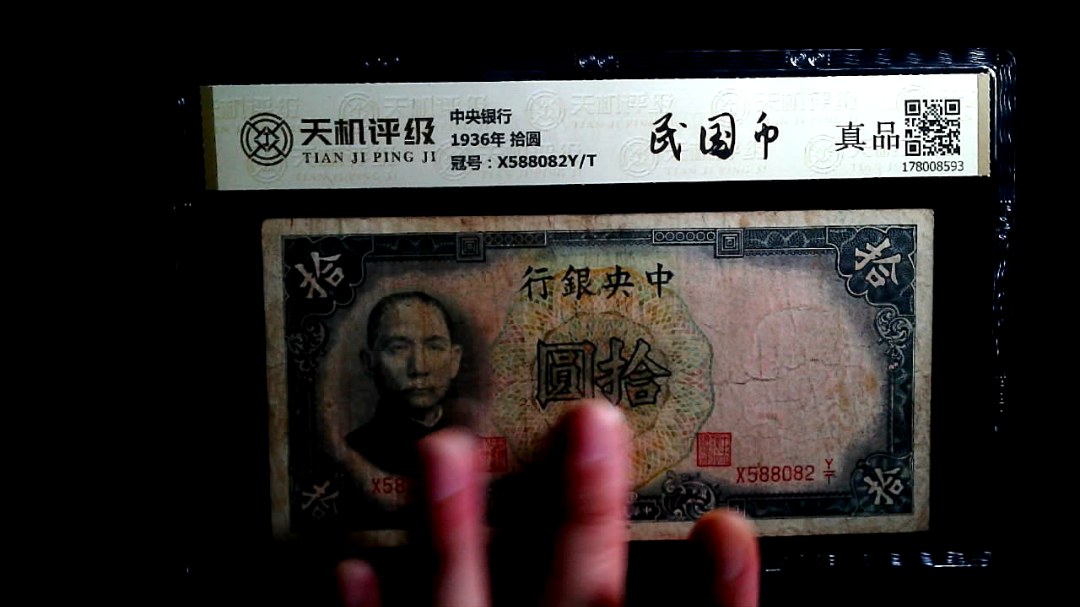 天机评级
TIAN JI PING JI
中央银行
1936年 拾圆
冠号：X588082Y/T
民国币
真品
178008593
拾
拾
行銀央中
圓拾
X58
X588082 Y/T
拾
拾